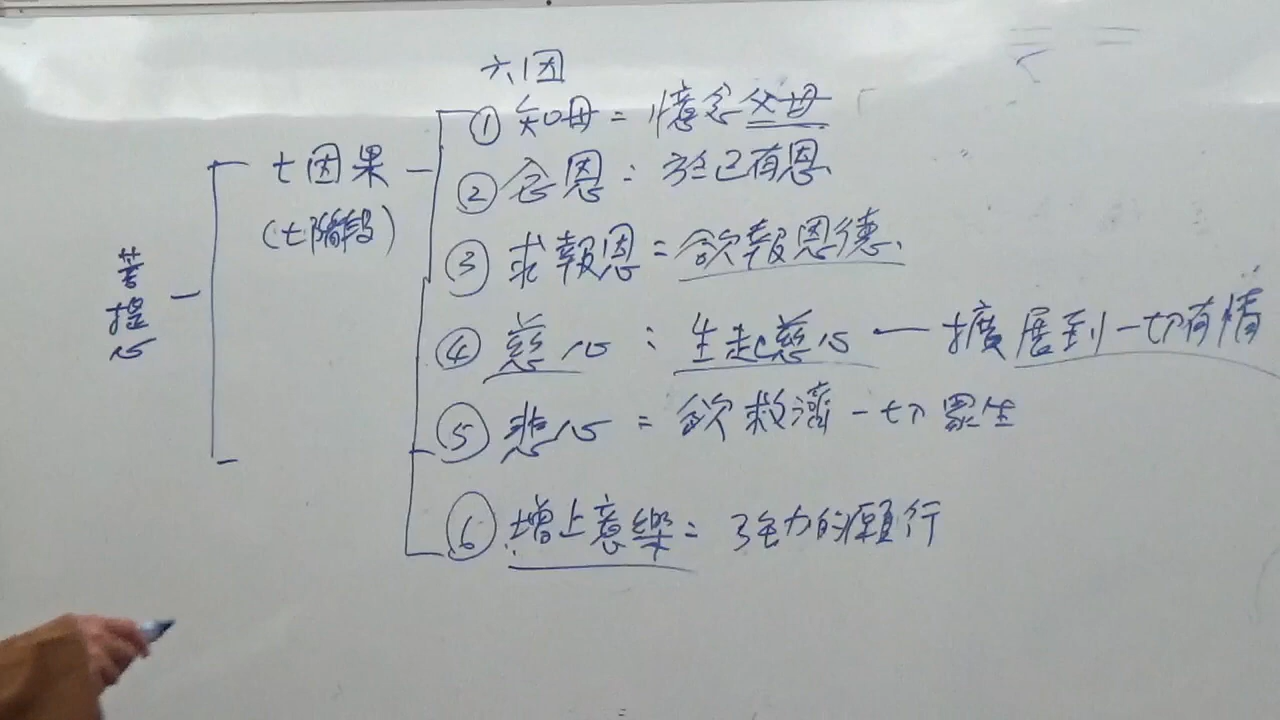 六因
菩提心
七因果
(七階段)
① 知母=憶念父母
② 念恩:於己有恩
③ 求報恩=欲報恩德
④ 慈心:生起慈心—擴展到一切有情
⑤ 悲心=欲救濟一切眾生
⑥ 增上意樂=強力的願行